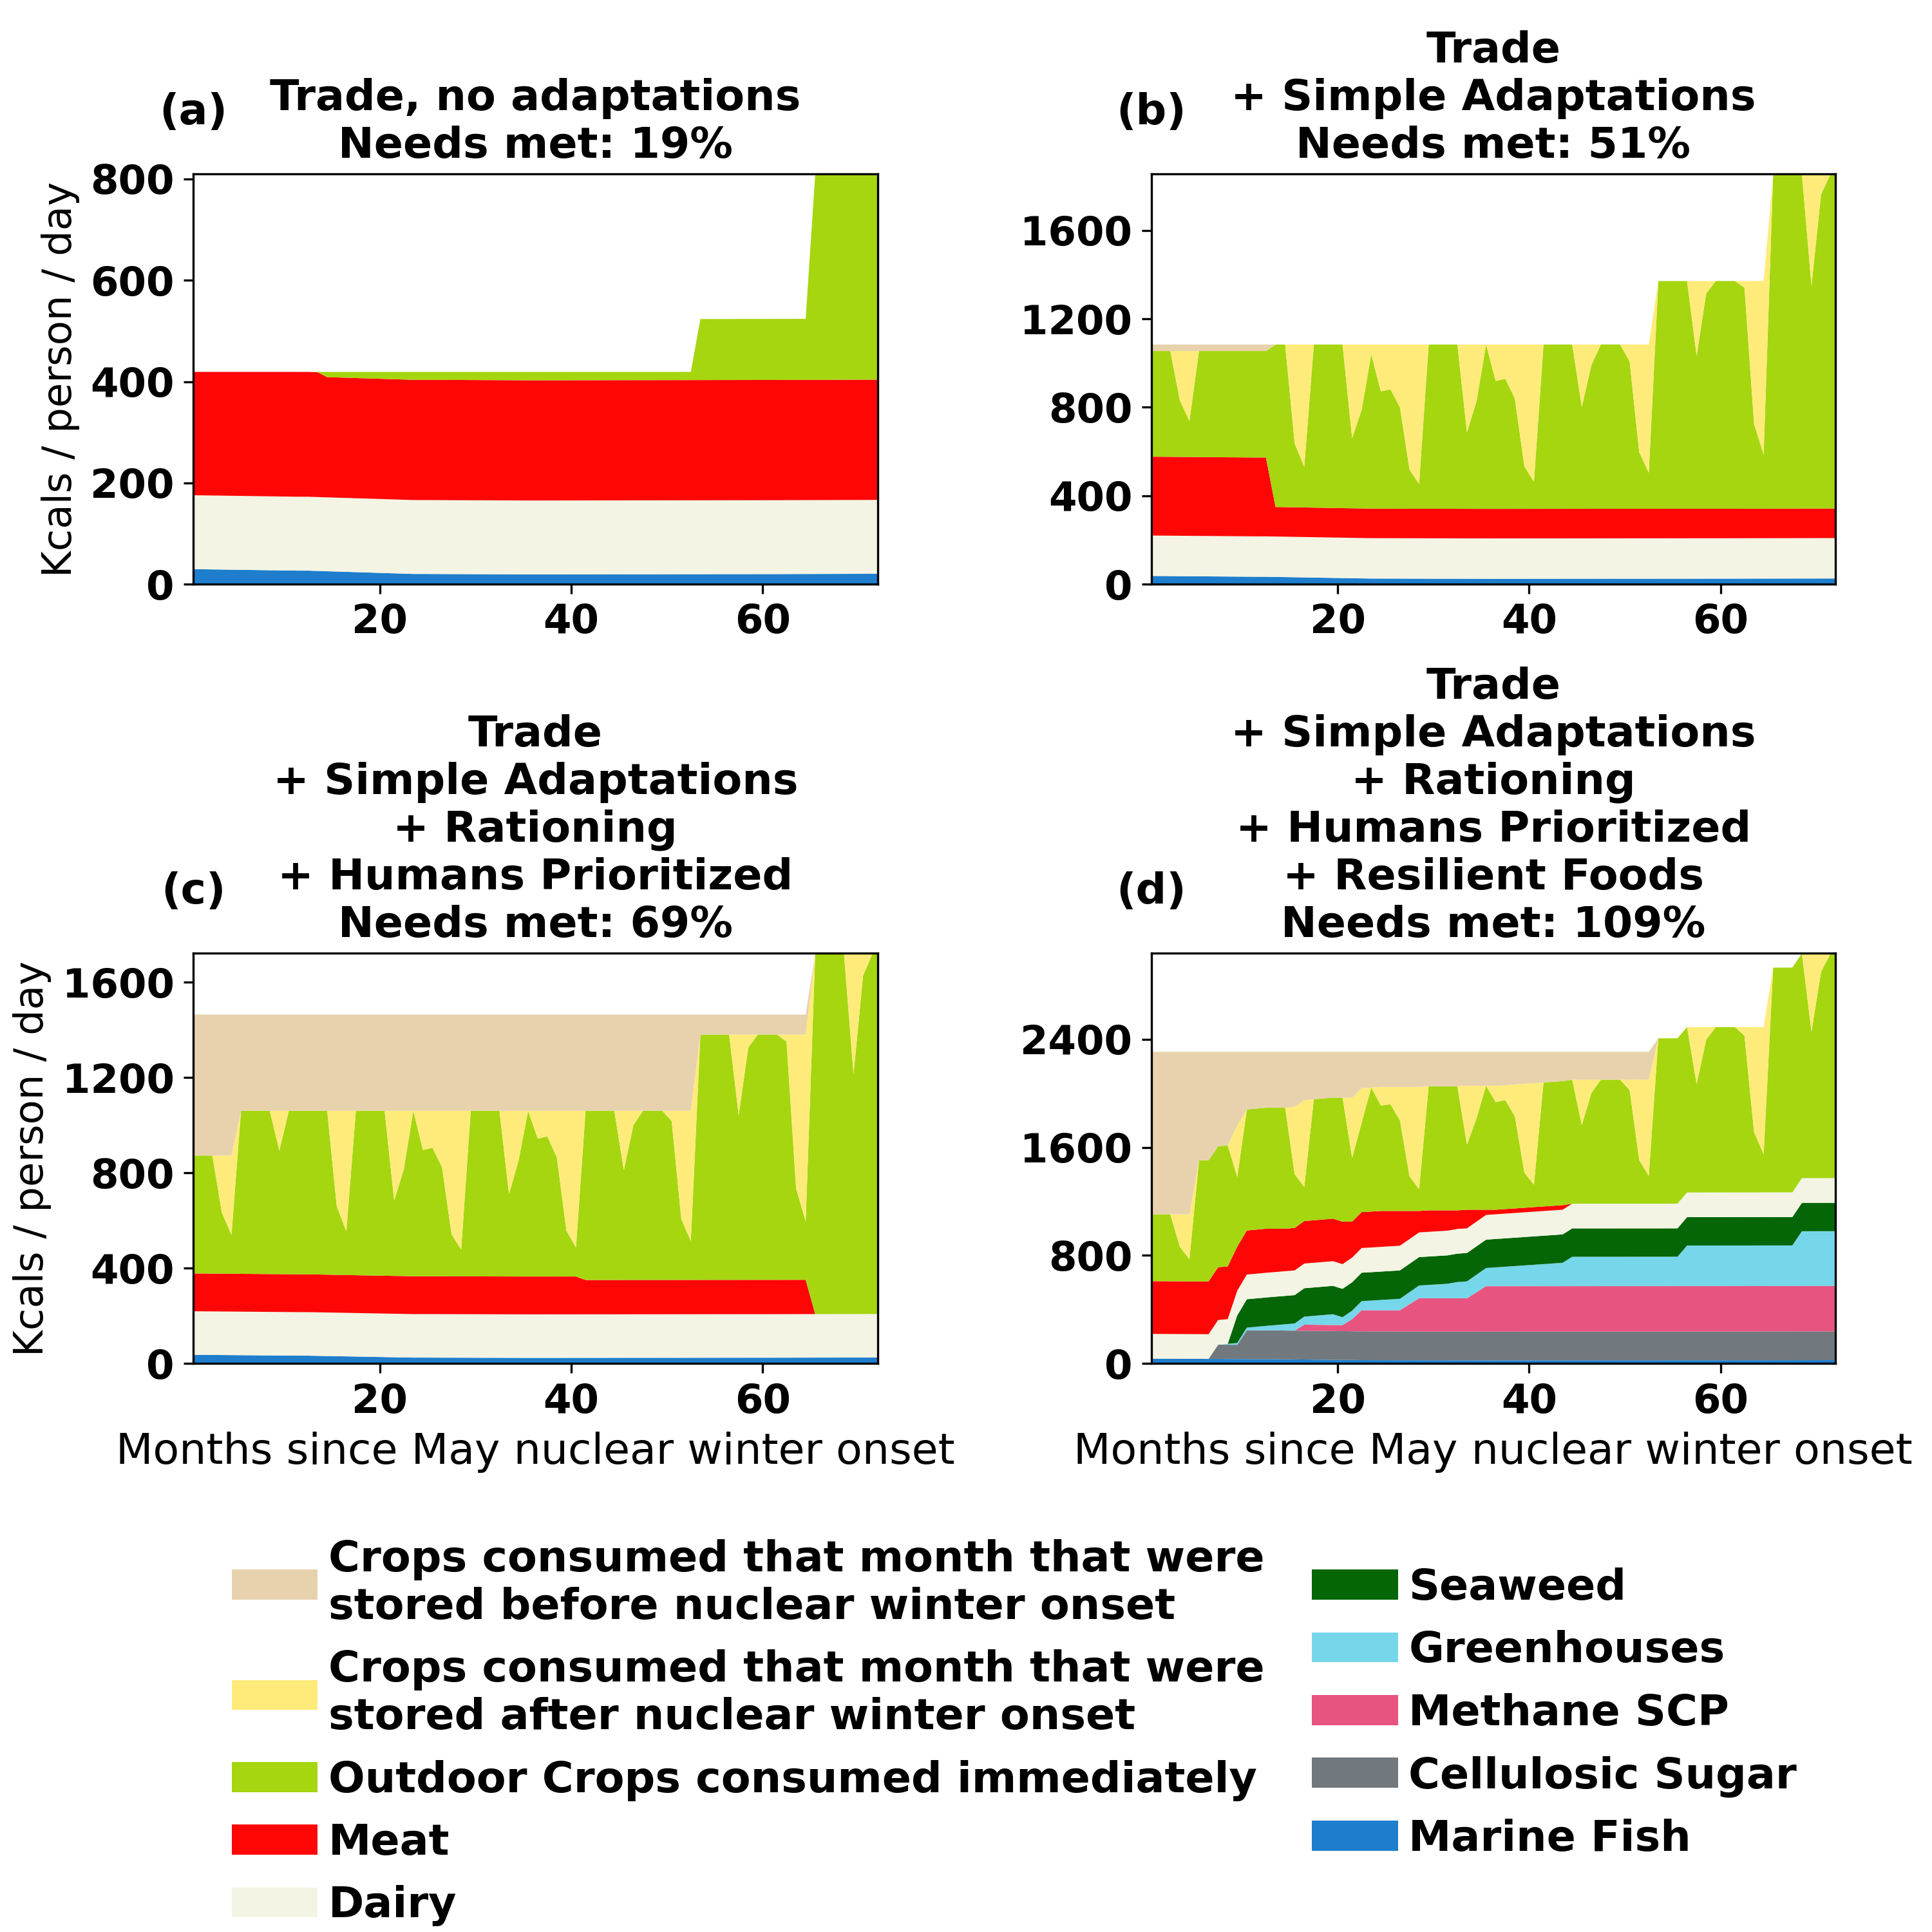 (a)
Trade, no adaptations
Needs met: 19%
Kcals / person / day
800
600
400
200
0
20
40
60
(b)
Trade
+ Simple Adaptations
Needs met: 51%
1600
1200
800
400
0
20
40
60
(c)
Trade
+ Simple Adaptations
+ Rationing
+ Humans Prioritized
Needs met: 69%
Kcals / person / day
1600
1200
800
400
0
20
40
60
Months since May nuclear winter onset
(d)
Trade
+ Simple Adaptations
+ Rationing
+ Humans Prioritized
+ Resilient Foods
Needs met: 109%
2400
1600
800
0
20
40
60
Months since May nuclear winter onset
Crops consumed that month that were
stored before nuclear winter onset
Crops consumed that month that were
stored after nuclear winter onset
Outdoor Crops consumed immediately
Meat
Dairy
Seaweed
Greenhouses
Methane SCP
Cellulosic Sugar
Marine Fish